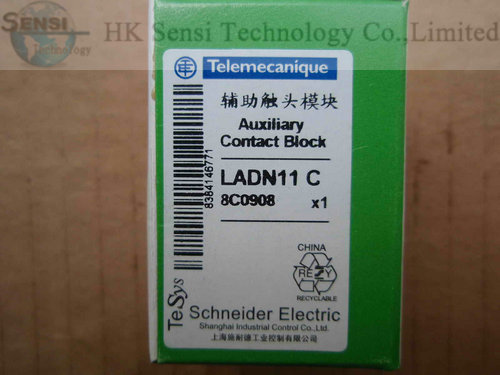 SENSI
Technology
HK Sensi Technology Co.,Limited
Telemecanique
辅助触头模块
Auxiliary
Contact Block
LADN11 C
8C0908 x1
8384146771
CHINA
RE Y
RECYCLABLE
TeSys
Schneider Electric
Shanghai Industrial Control Co.,Ltd.
上海施耐德工业控制有限公司